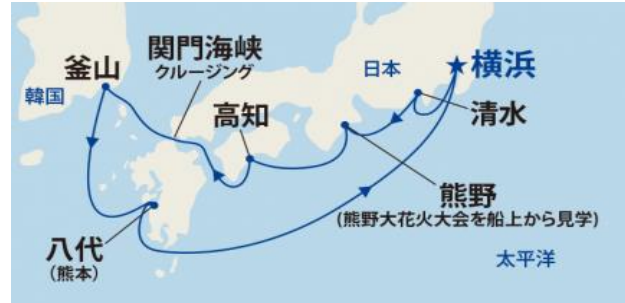 関門海峡
クルージング
釜山
韓国
高知
日本
横浜
清水
熊野
(熊野大花火大会を船上から見学)
八代
(熊本)
太平洋